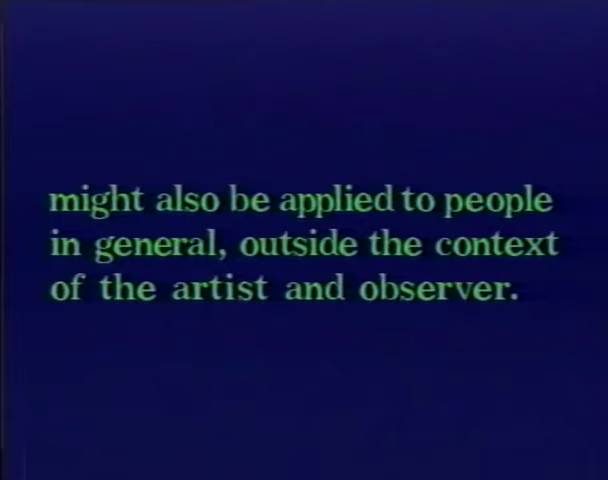 might also be applied to people
in general, outside the context
of the artist and observer.